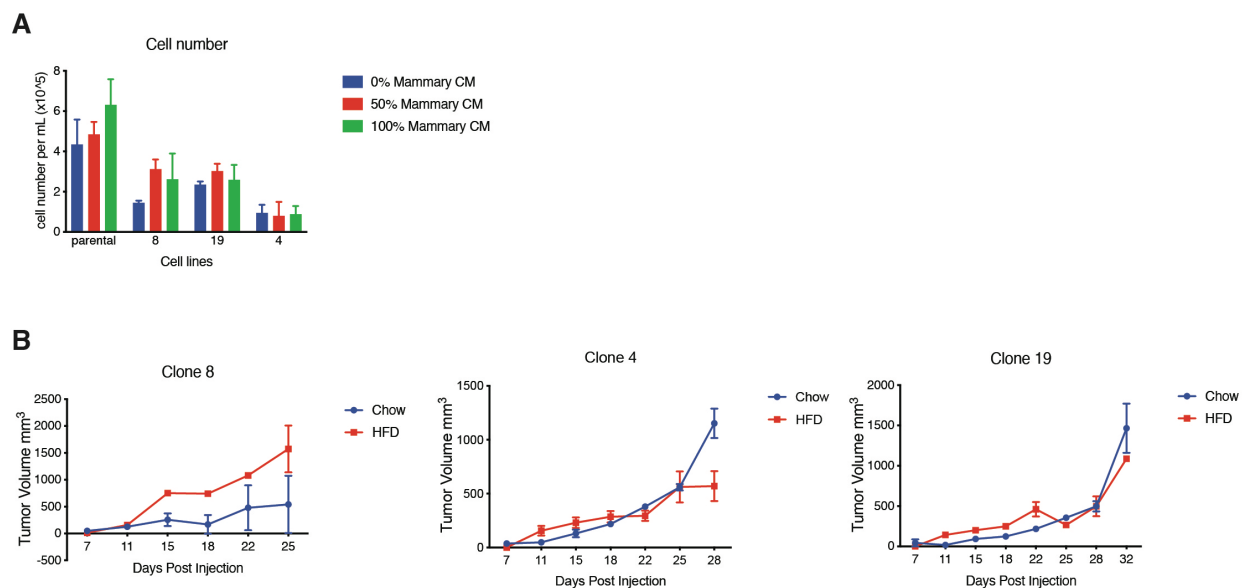 A
Cell number
cell number per mL (x10^5)
8
6
4
2
0
parental
8
19
4
Cell lines
0% Mammary CM
50% Mammary CM
100% Mammary CM
B
Clone 8
Tumor Volume mm³
2500
2000
1500
1000
500
0
-500
7
11
15
18
22
25
Days Post Injection
Chow
HFD
Clone 4
Tumor Volume mm³
1500
1000
500
0
7
11
15
18
22
25
28
Days Post Injection
Chow
HFD
Clone 19
Tumor Volume mm³
2000
1500
1000
500
0
7
11
15
18
22
25
28
32
Days Post Injection
Chow
HFD